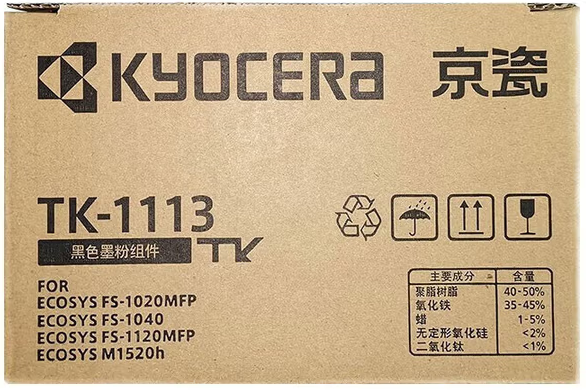 KYOCERA 京瓷
TK-1113
黑色墨粉组件 TK
FOR
ECOSYS FS-1020MFP
ECOSYS FS-1040
ECOSYS FS-1120MFP
ECOSYS M1520h
主要成分 含量
聚脂树脂 40-50%
氧化铁 35-45%
蜡 1-5%
无定形氧化硅 <2%
二氧化钛 <1%